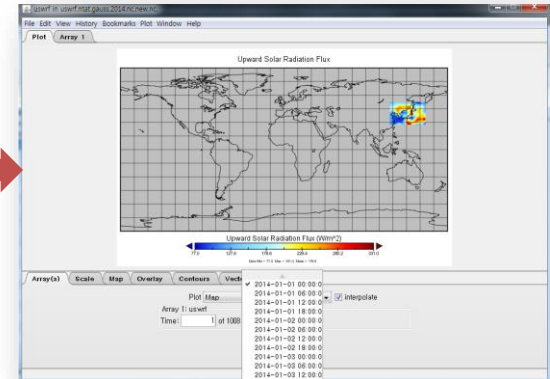 uswrf in uswrf.ntat.gauss.2014.nc.new.nc
File Edit View History Bookmarks Plot Window Help
Plot Array 1
Upward Solar Radiation Flux
Upward Solar Radiation Flux (W/m^2)
Array(s) Scale Map Overlay Contours
Plot Map
interpolate
Array 1: uswrf
Time: 1 of 1008
2014-01-01 00:00:0
2014-01-01 06:00:0
2014-01-01 12:00:0
2014-01-01 18:00:0
2014-01-02 00:00:0
2014-01-02 06:00:0
2014-01-02 12:00:0
2014-01-02 18:00:0
2014-01-03 00:00:0
2014-01-03 06:00:0
2014-01-03 12:00:0